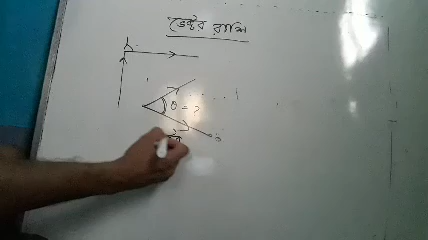 ভেক্টর রাশি
θ = ?